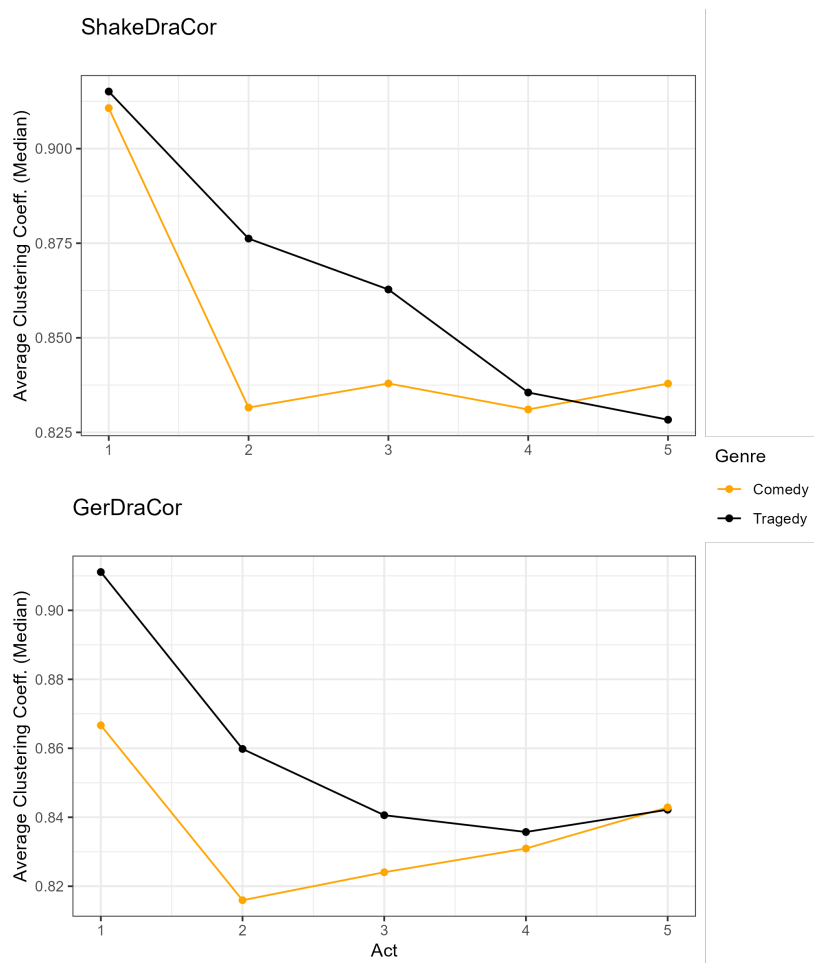 ShakeDraCor
Average Clustering Coeff. (Median)
0.900
0.875
0.850
0.825
1 2 3 4 5
Genre
Comedy
Tragedy
GerDraCor
Average Clustering Coeff. (Median)
0.90
0.88
0.86
0.84
0.82
1 2 3 4 5
Act